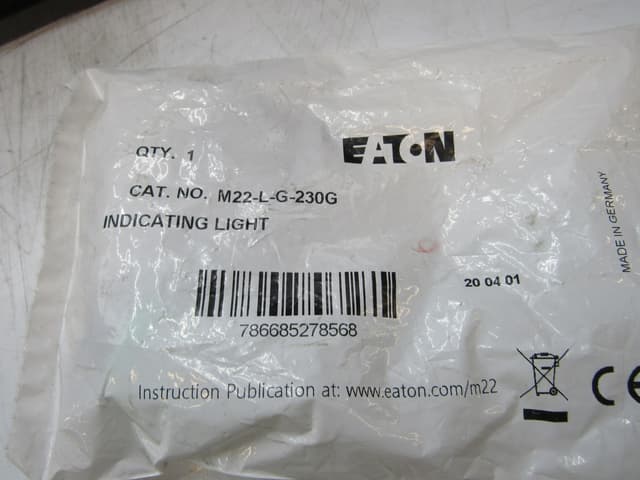 QTY. 1
EATON
CAT. NO. M22-L-G-230G
INDICATING LIGHT
MADE IN GERMANY
20 04 01
786685278568
Instruction Publication at: www.eaton.com/m22
CE